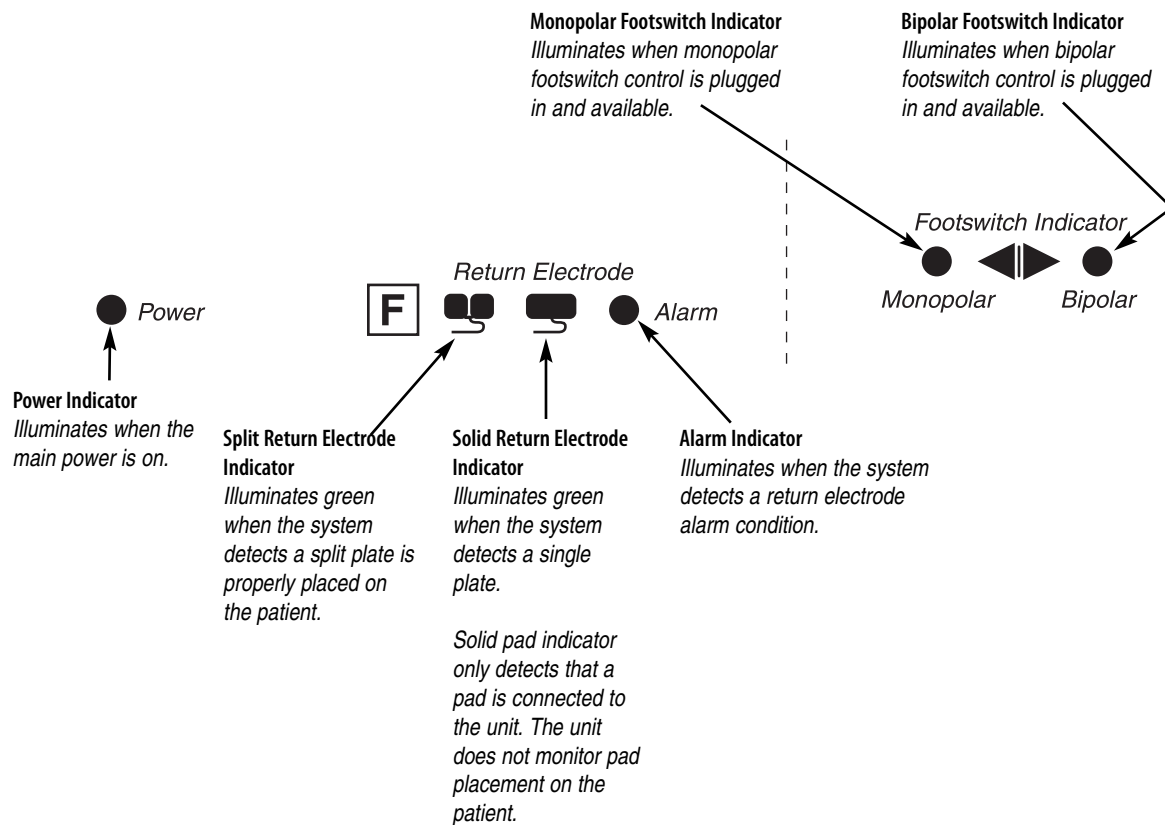 Monopolar Footswitch Indicator
Illuminates when monopolar
footswitch control is plugged
in and available.
Bipolar Footswitch Indicator
Illuminates when bipolar
footswitch control is plugged
in and available.
Footswitch Indicator
Monopolar
Bipolar
Power
F
Return Electrode
Alarm
Power Indicator
Illuminates when the
main power is on.
Split Return Electrode
Indicator
Illuminates green
when the system
detects a split plate is
properly placed on
the patient.
Solid Return Electrode
Indicator
Illuminates green
when the system
detects a single
plate.
Solid pad indicator
only detects that a
pad is connected to
the unit. The unit
does not monitor pad
placement on the
patient.
Alarm Indicator
Illuminates when the system
detects a return electrode
alarm condition.